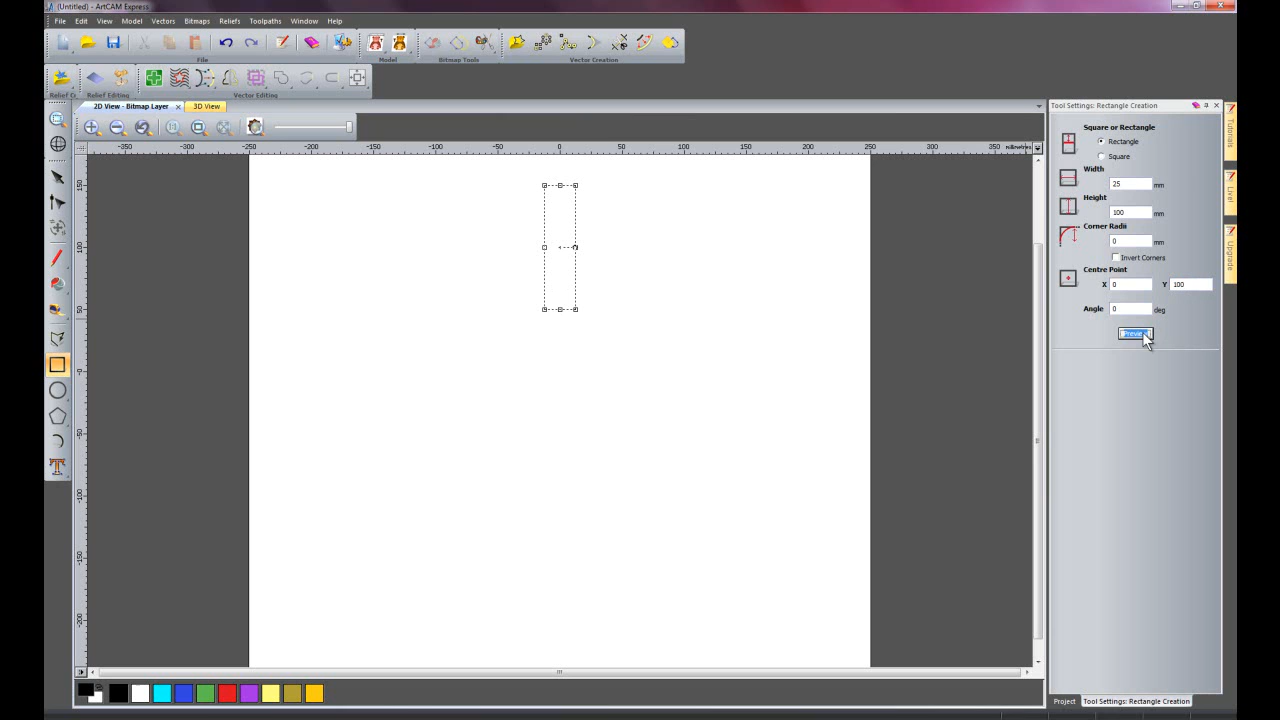 (Untitled) - ArtCAM Express
File Edit View Model Vectors Bitmaps Reliefs Toolpaths Window Help
File Model Bitmap Tools Vector Creation
Relief Editing Vector Editing
2D View - Bitmap Layer 3D View
-350 -300 -250 -200 -150 -100 -50 0 50 100 150 200 250 300 350
150
100
50
-0
-50
-100
-150
-200
Tool Settings: Rectangle Creation
Square or Rectangle
Rectangle
Square
Width
25 mm
Height
100 mm
Corner Radii
0 mm
Invert Corners
Centre Point
X 0 Y 100
Angle 0 deg
Tutorials
Live!
Upgrade
Project Tool Settings: Rectangle Creation